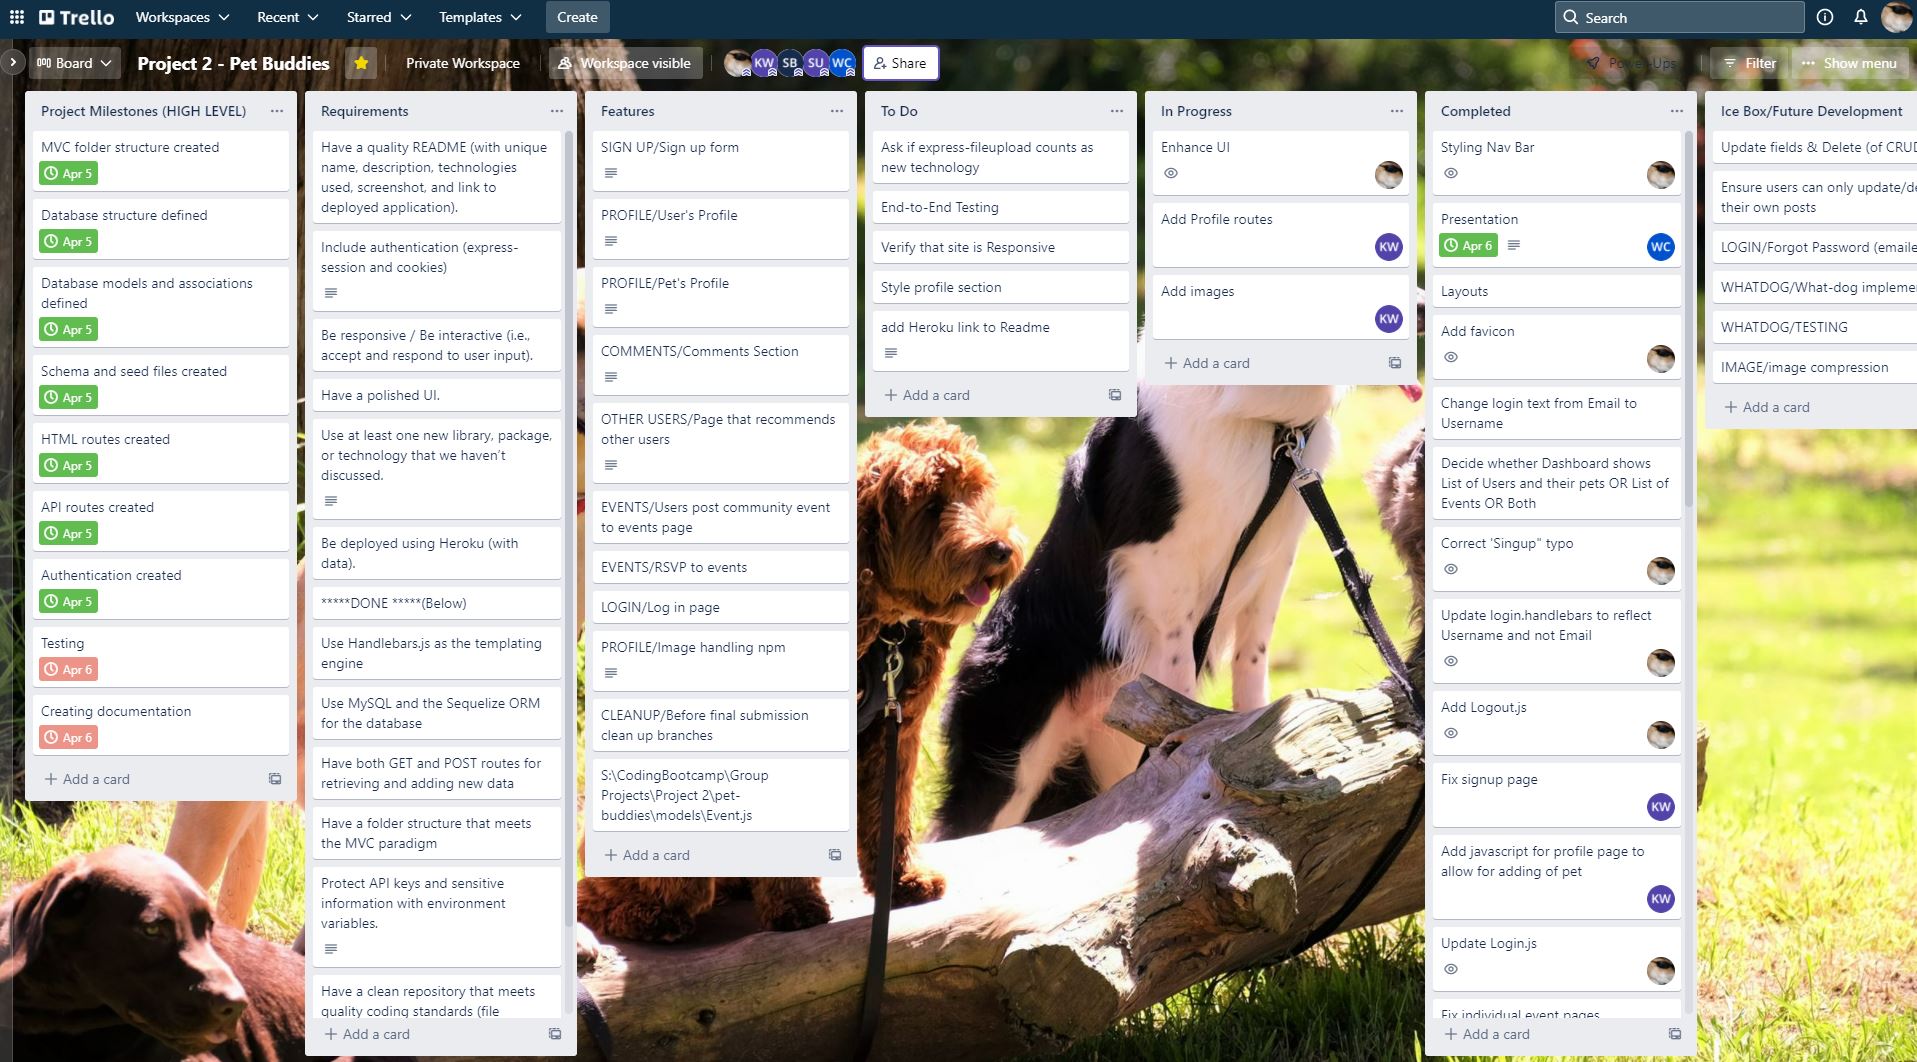 Trello
Workspaces
Recent
Starred
Templates
Create
Search
Board
Project 2 - Pet Buddies
Private Workspace
Workspace visible
KW
SB
SU
WC
Share
Power-Ups
Filter
Show menu
Project Milestones (HIGH LEVEL)
MVC folder structure created
Apr 5
Database structure defined
Apr 5
Database models and associations
defined
Apr 5
Schema and seed files created
Apr 5
HTML routes created
Apr 5
API routes created
Apr 5
Authentication created
Apr 5
Testing
Apr 6
Creating documentation
Apr 6
+ Add a card
Requirements
Have a quality README (with unique
name, description, technologies
used, screenshot, and link to
deployed application).
Include authentication (express-
session and cookies)
Be responsive / Be interactive (i.e.,
accept and respond to user input).
Have a polished UI.
Use at least one new library, package,
or technology that we haven’t
discussed.
Be deployed using Heroku (with
data).
*****DONE *****(Below)
Use Handlebars.js as the templating
engine
Use MySQL and the Sequelize ORM
for the database
Have both GET and POST routes for
retrieving and adding new data
Have a folder structure that meets
the MVC paradigm
Protect API keys and sensitive
information with environment
variables.
Have a clean repository that meets
quality coding standards (file
+ Add a card
Features
SIGN UP/Sign up form
PROFILE/User's Profile
PROFILE/Pet's Profile
COMMENTS/Comments Section
OTHER USERS/Page that recommends
other users
EVENTS/Users post community event
to events page
EVENTS/RSVP to events
LOGIN/Log in page
PROFILE/Image handling npm
CLEANUP/Before final submission
clean up branches
S:\CodingBootcamp\Group
Projects\Project 2\pet-
buddies\models\Event.js
+ Add a card
To Do
Ask if express-fileupload counts as
new technology
End-to-End Testing
Verify that site is Responsive
Style profile section
add Heroku link to Readme
+ Add a card
In Progress
Enhance UI
Add Profile routes
KW
Add images
KW
+ Add a card
Completed
Styling Nav Bar
Presentation
Apr 6
WC
Layouts
Add favicon
Change login text from Email to
Username
Decide whether Dashboard shows
List of Users and their pets OR List of
Events OR Both
Correct 'Singup" typo
Update login.handlebars to reflect
Username and not Email
Add Logout.js
Fix signup page
KW
Add javascript for profile page to
allow for adding of pet
KW
Update Login.js
Fix individual event pages
+ Add a card
Ice Box/Future Development
Update fields & Delete (of CRUD
Ensure users can only update/de
their own posts
LOGIN/Forgot Password (emaile
WHATDOG/What-dog implemen
WHATDOG/TESTING
IMAGE/image compression
+ Add a card